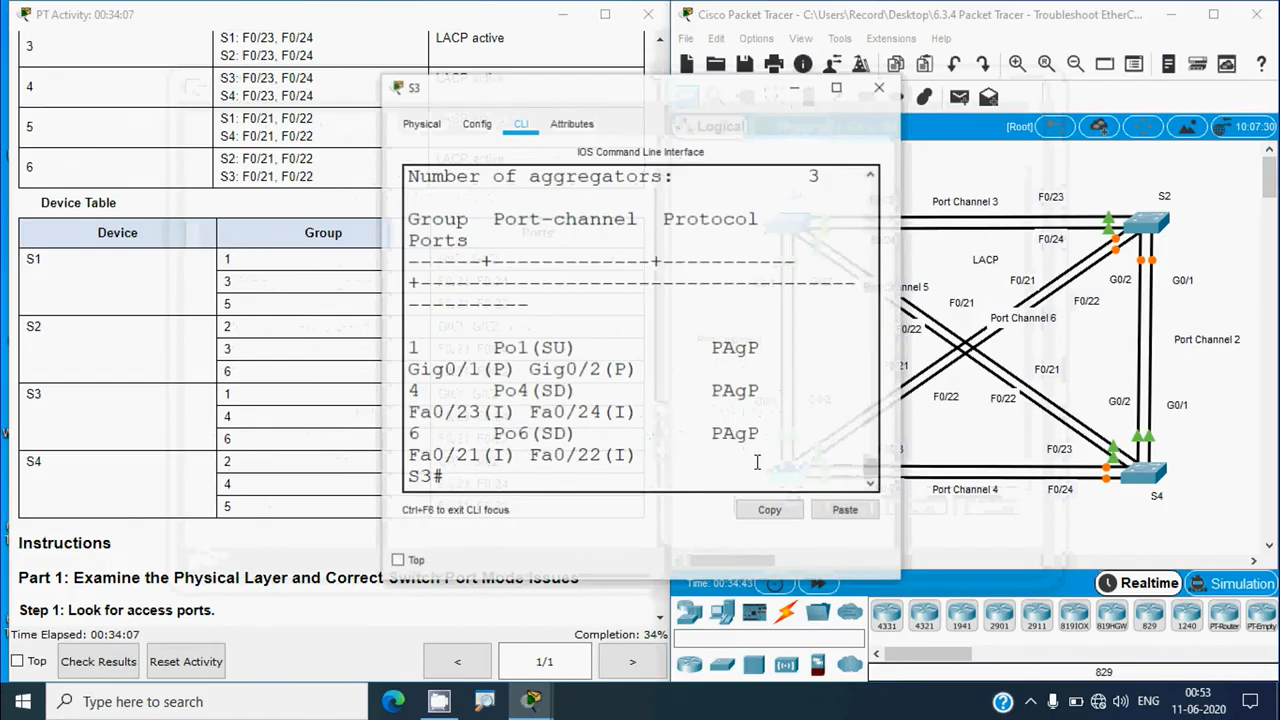 PT Activity: 00:34:07
3
S1: F0/23, F0/24
S2: F0/23, F0/24
LACP active
4
S3: F0/23, F0/24
S4: F0/23, F0/24
LACP active
5
S1: F0/21, F0/22
S4: F0/21, F0/22
6
S2: F0/21, F0/22
S3: F0/21, F0/22
LACP active
Device Table
Device
Group
S1
1
3
5
S2
2
3
6
S3
1
4
6
S4
2
4
5
Instructions
Part 1: Examine the Physical Layer and Correct Switch Port Mode Issues
Step 1: Look for access ports.
Time Elapsed: 00:34:07
Completion: 34%
Top
Check Results
Reset Activity
<
1/1
>
S3
Physical
Config
CLI
Attributes
IOS Command Line Interface
Number of aggregators: 3
Group Port-channel Protocol
Ports
------+-------------+-----------
+---------------------------------
----------
1 Po1(SU) PAgP
Gig0/1(P) Gig0/2(P)
4 Po4(SD) PAgP
Fa0/23(I) Fa0/24(I)
6 Po6(SD) PAgP
Fa0/21(I) Fa0/22(I)
S3#
Ctrl+F6 to exit CLI focus
Copy
Paste
Top
Cisco Packet Tracer - C:\Users\Record\Desktop\6.3.4 Packet Tracer - Troubleshoot EtherC...
File
Edit
Options
View
Tools
Extensions
Help
Logical
[Root]
10:07:30
Port Channel 3
F0/23
S2
F0/24
LACP
G0/2
G0/1
F0/21
F0/21
F0/22
Port Channel 6
Port Channel 2
F0/21
F0/22
F0/22
G0/2
G0/1
F0/23
Port Channel 4
F0/24
S4
Time: 00:34:43
Realtime
Simulation
4331
4321
1941
2901
2911
819IOX
819HGW
829
1240
PT-Router
PT-Empty
829
Type here to search
ENG
00:53
11-06-2020